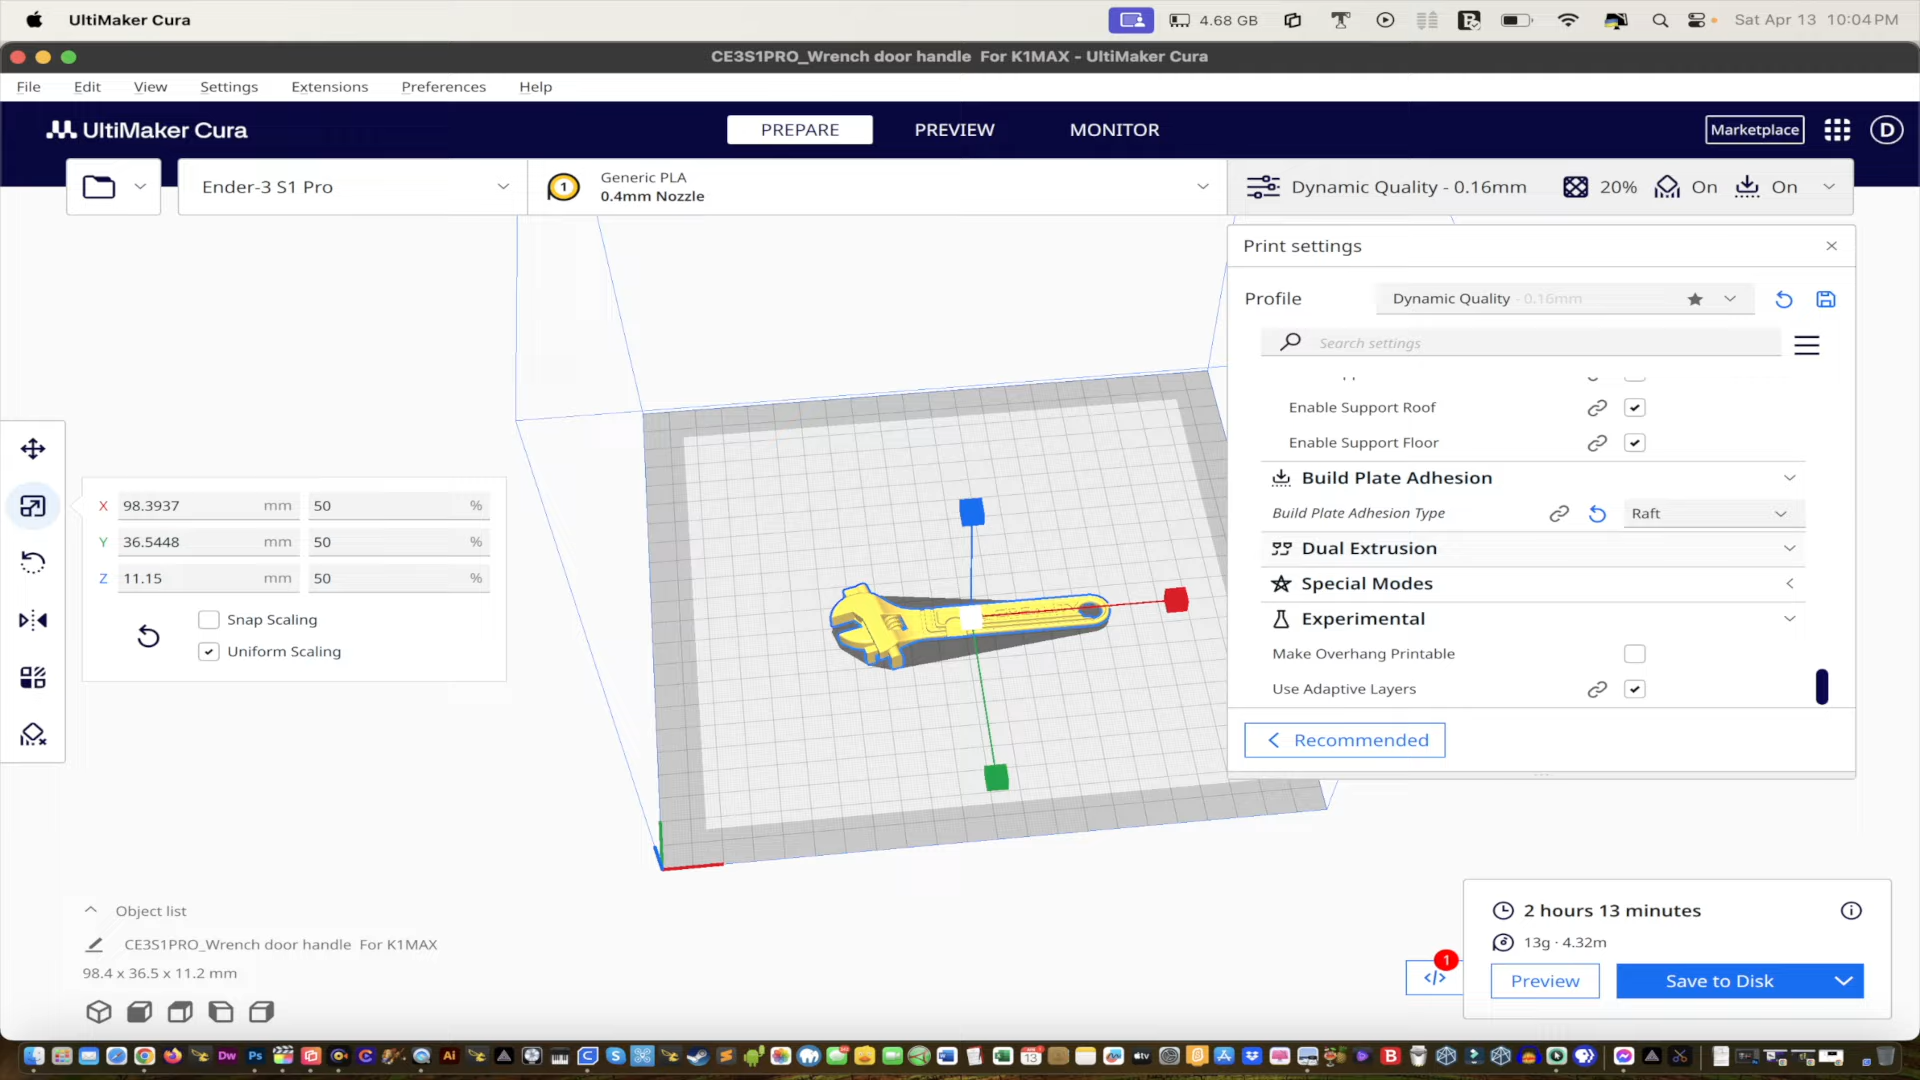 UltiMaker Cura
4.68 GB
Sat Apr 13 10:04 PM
CE3S1PRO_Wrench door handle For K1MAX - UltiMaker Cura
File Edit View Settings Extensions Preferences Help
UltiMaker Cura
PREPARE PREVIEW MONITOR
Marketplace
D
Ender-3 S1 Pro
1
Generic PLA
0.4mm Nozzle
Dynamic Quality - 0.16mm 20% On On
Print settings
Profile Dynamic Quality - 0.16mm
Search settings
Enable Support Roof
Enable Support Floor
Build Plate Adhesion
Build Plate Adhesion Type Raft
Dual Extrusion
Special Modes
Experimental
Make Overhang Printable
Use Adaptive Layers
Recommended
X 98.3937 mm 50 %
Y 36.5448 mm 50 %
Z 11.15 mm 50 %
Snap Scaling
Uniform Scaling
Object list
CE3S1PRO_Wrench door handle For K1MAX
98.4 x 36.5 x 11.2 mm
2 hours 13 minutes
13g · 4.32m
1
Preview Save to Disk
Dw Ps Ai 13 tv B